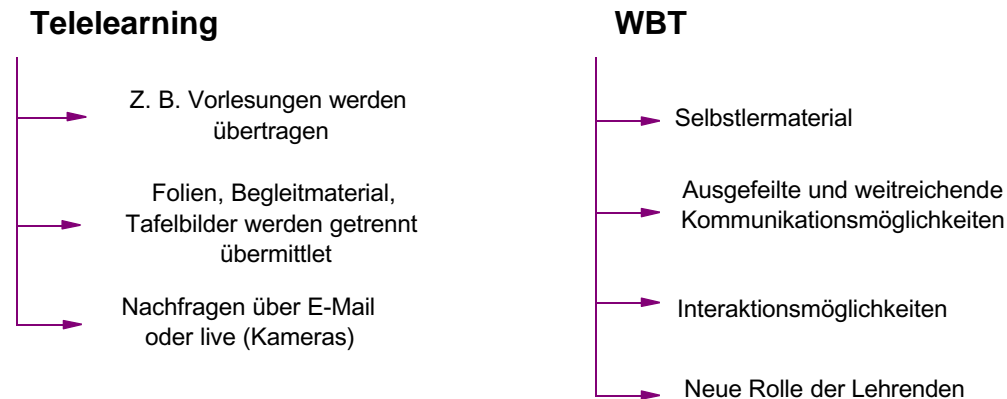 Telelearning
Z. B. Vorlesungen werden
übertragen
Folien, Begleitmaterial,
Tafelbilder werden getrennt
übermittlet
Nachfragen über E-Mail
oder live (Kameras)
WBT
Selbstlermaterial
Ausgefeilte und weitreichende
Kommunikationsmöglichkeiten
Interaktionsmöglichkeiten
Neue Rolle der Lehrenden